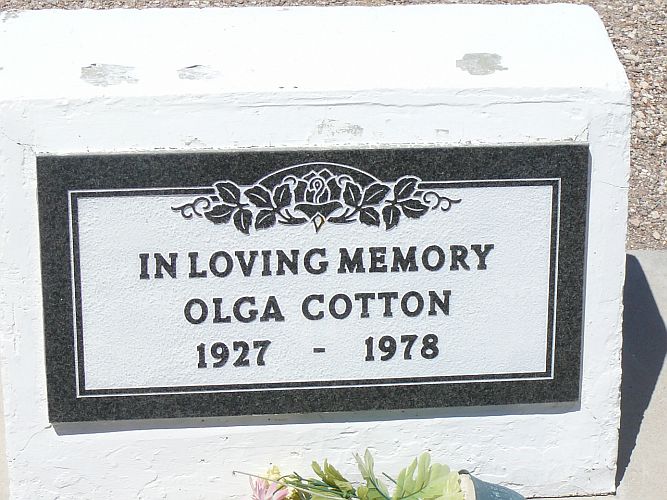 IN LOVING MEMORY
OLGA COTTON
1927 - 1978